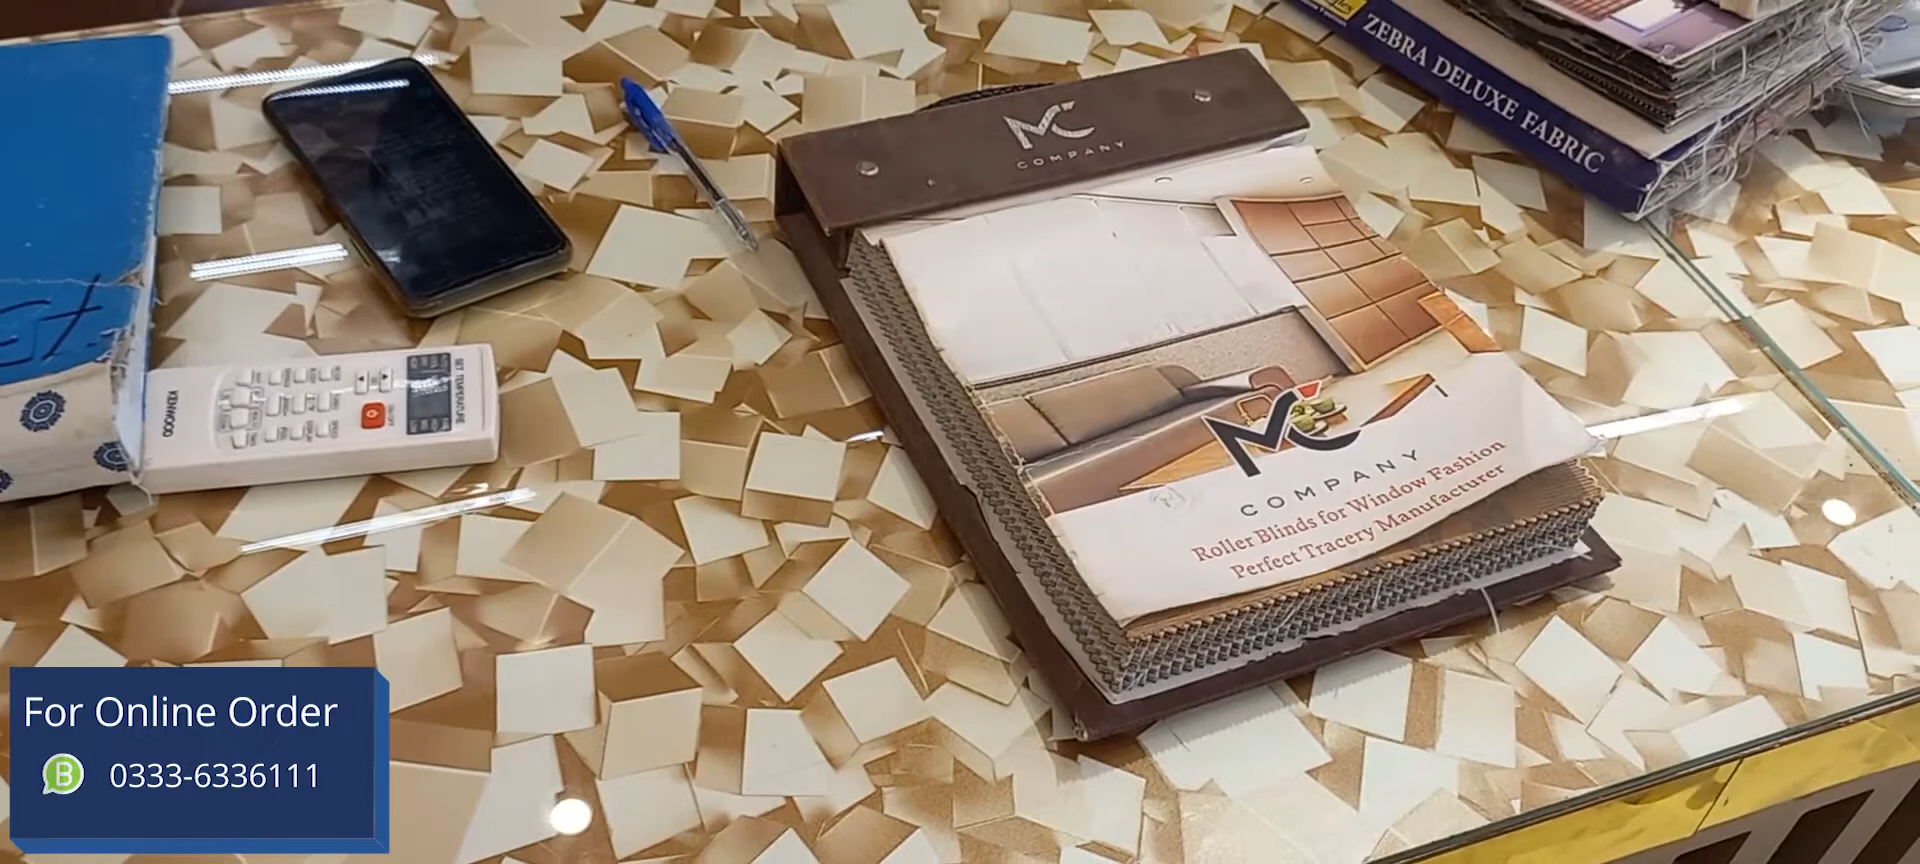 ZEBRA DELUXE FABRIC
MC
COMPANY
MC
COMPANY
Roller Blinds for Window Fashion
Perfect Tracery Manufacturer
SET TEMPERATURE
KENWOOD
For Online Order
B
0333-6336111